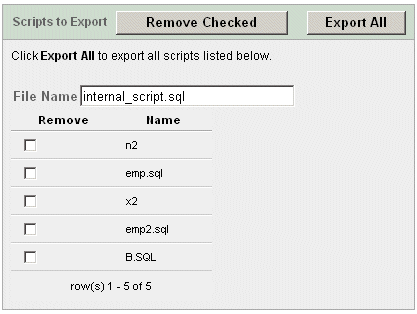 Scripts to Export Remove Checked Export All
Click Export All to export all scripts listed below.
File Name internal_script.sql
Remove Name
n2
emp.sql
x2
emp2.sql
B.SQL
row(s) 1 - 5 of 5